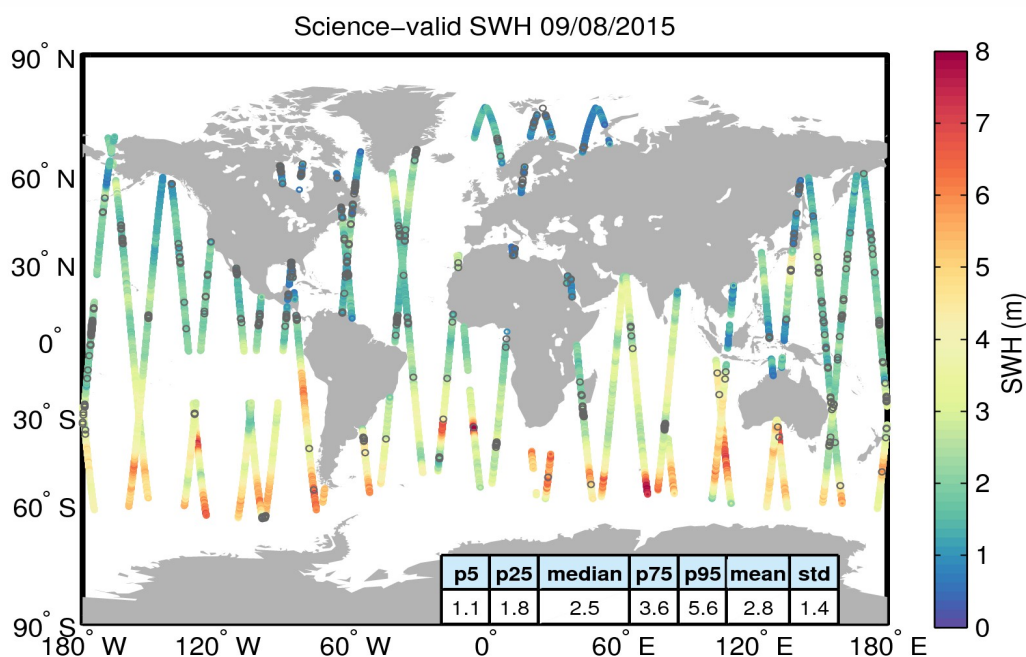 Science−valid SWH 09/08/2015
90° N
60° N
30° N
0°
30° S
60° S
90° S
180° W
120° W
60° W
0°
60° E
120° E
180° E
p5 p25 median p75 p95 mean std
1.1 1.8 2.5 3.6 5.6 2.8 1.4
8
7
6
5
4
3
2
1
0
SWH (m)